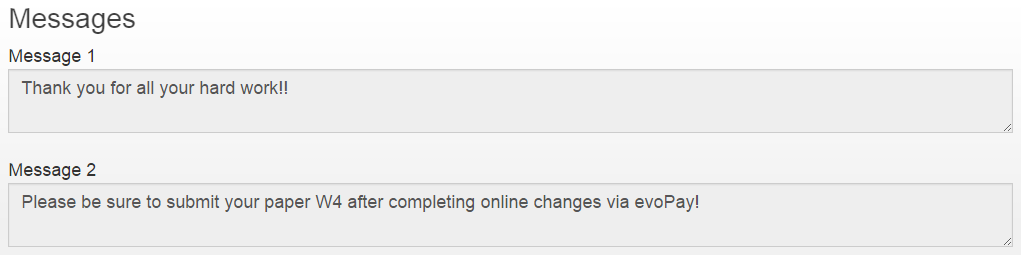 Messages
Message 1
Thank you for all your hard work!!
Message 2
Please be sure to submit your paper W4 after completing online changes via evoPay!